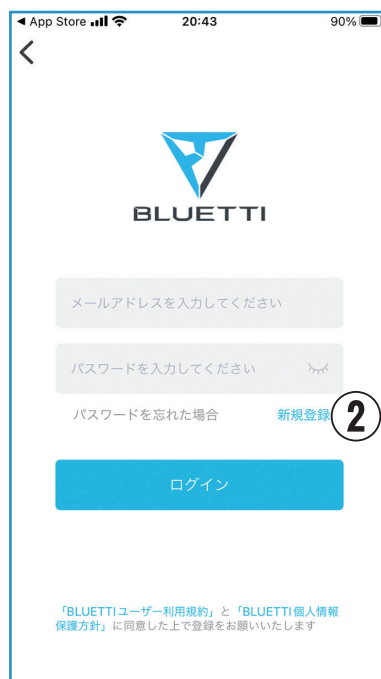 ◀ App Store 20:43 90%
BLUETTI
メールアドレスを入力してください
パスワードを入力してください
パスワードを忘れた場合 新規登録 2
ログイン
「BLUETTIユーザー利用規約」と「BLUETTI個人情報
保護方針」に同意した上で登録をお願いいたします